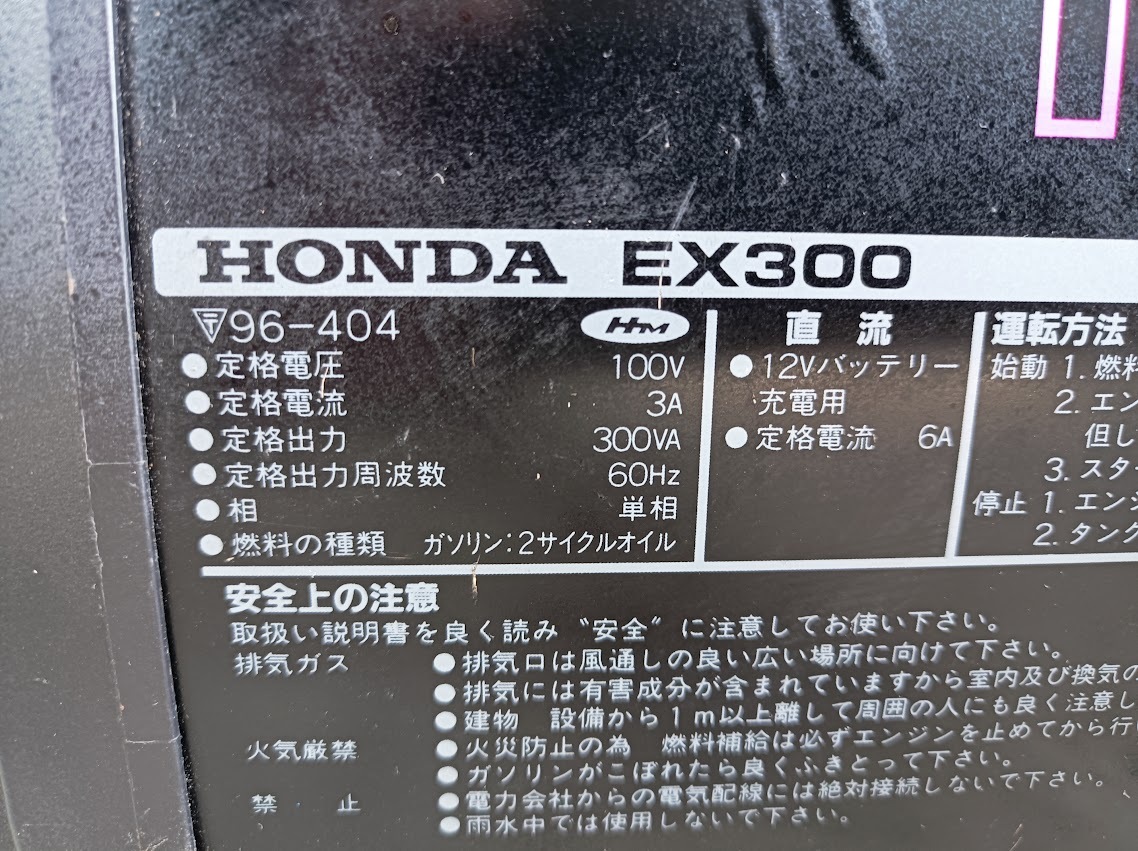 HONDA EX300
96-404
HM
定格電圧 100V
定格電流 3A
定格出力 300VA
定格出力周波数 60Hz
相 単相
燃料の種類 ガソリン:2サイクルオイル
直 流
12Vバッテリー
充電用
定格電流 6A
運転方法
始動 1. 燃料
2. エン
但し
3. スタ
停止 1. エンジ
2. タンク
安全上の注意
取扱い説明書を良く読み〝安全〟に注意してお使い下さい。
排気ガス ●排気口は風通しの良い広い場所に向けて下さい。
●排気には有害成分が含まれていますから室内及び換気の
●建物 設備から1m以上離して周囲の人にも良く注意し
火気厳禁 ●火災防止の為 燃料補給は必ずエンジンを止めてから行
●ガソリンがこぼれたら良くふきとって下さい。
禁 止 ●電力会社からの電気配線には絶対接続しないで下さい。
●雨水中では使用しないで下さい。